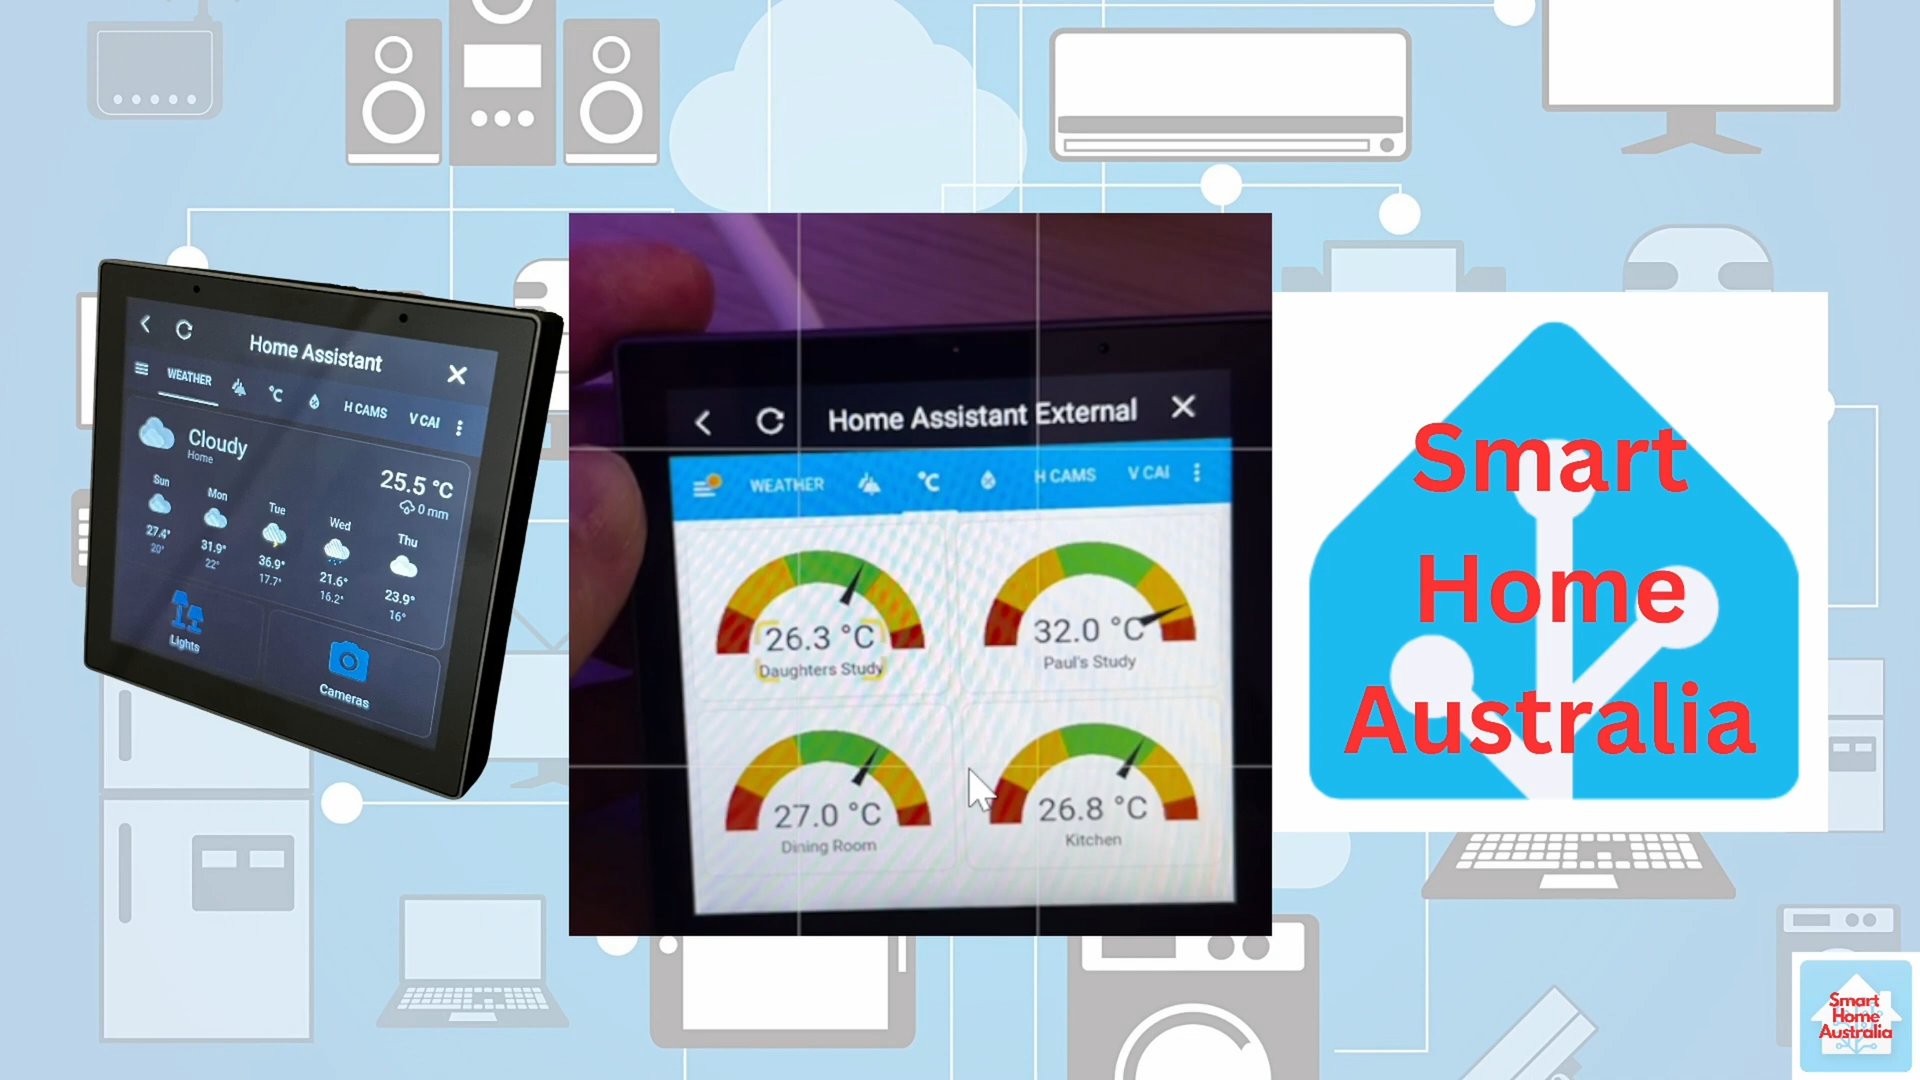 Home Assistant
WEATHER
°C
H CAMS
V CAI
Cloudy
Home
25.5 °C
0 mm
Sun
27.4°
20°
Mon
31.9°
22°
Tue
36.9°
17.7°
Wed
21.6°
16.2°
Thu
23.9°
16°
Lights
Cameras
Home Assistant External
WEATHER
°C
H CAMS
V CAI
26.3 °C
Daughters Study
32.0 °C
Paul's Study
27.0 °C
Dining Room
26.8 °C
Kitchen
Smart
Home
Australia
Smart
Home
Australia